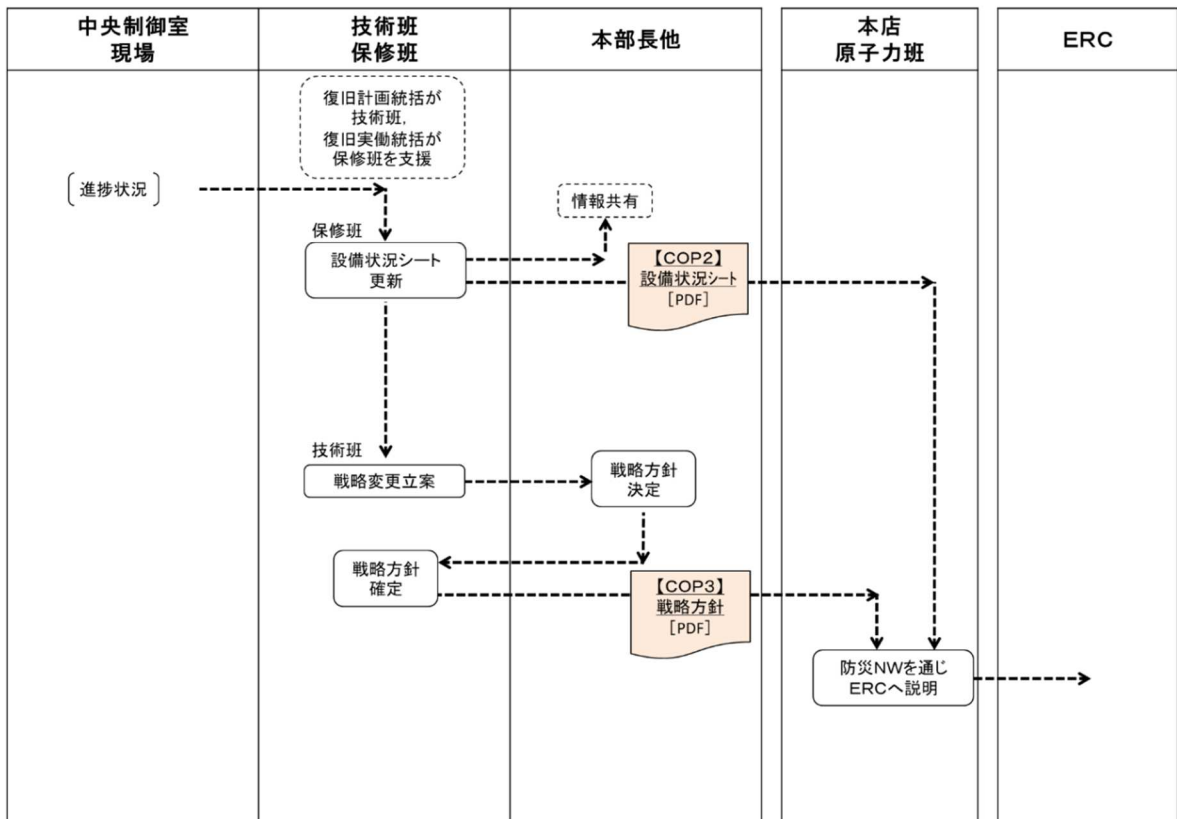 中央制御室
現場
技術班
保修班
本部長他
本店
原子力班
ERC
復旧計画統括が
技術班，
復旧実働統括が
保修班を支援
［進捗状況］
情報共有
保修班
設備状況シート
更新
【COP2】
設備状況シート
［PDF］
技術班
戦略変更立案
戦略方針
決定
戦略方針
確定
【COP3】
戦略方針
［PDF］
防災NWを通じ
ERCへ説明